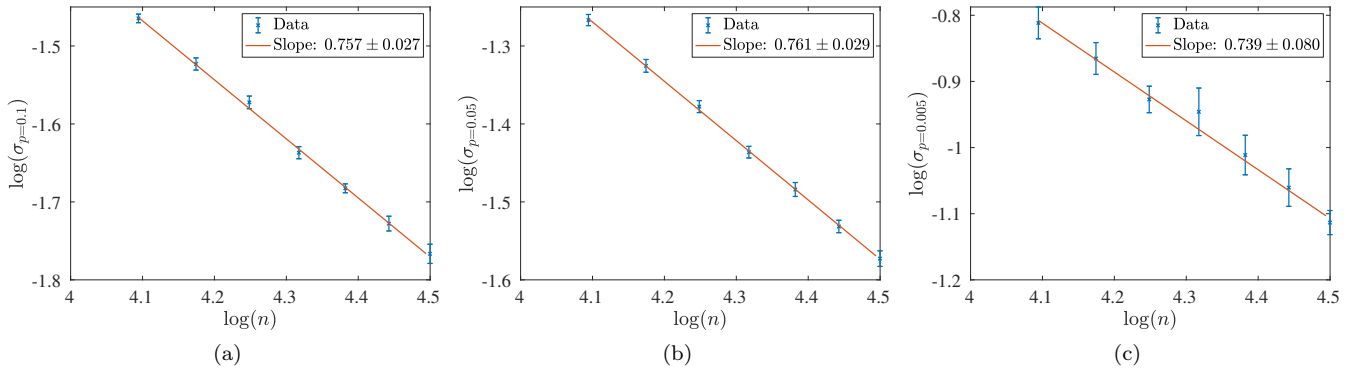 Data
Slope: 0.757 ± 0.027
-1.5
-1.6
-1.7
-1.8
log(σ_{p=0.1})
4 4.1 4.2 4.3 4.4 4.5
log(n)
(a)
Data
Slope: 0.761 ± 0.029
-1.3
-1.4
-1.5
-1.6
log(σ_{p=0.05})
4 4.1 4.2 4.3 4.4 4.5
log(n)
(b)
Data
Slope: 0.739 ± 0.080
-0.8
-0.9
-1
-1.1
-1.2
log(σ_{p=0.005})
4 4.1 4.2 4.3 4.4 4.5
log(n)
(c)